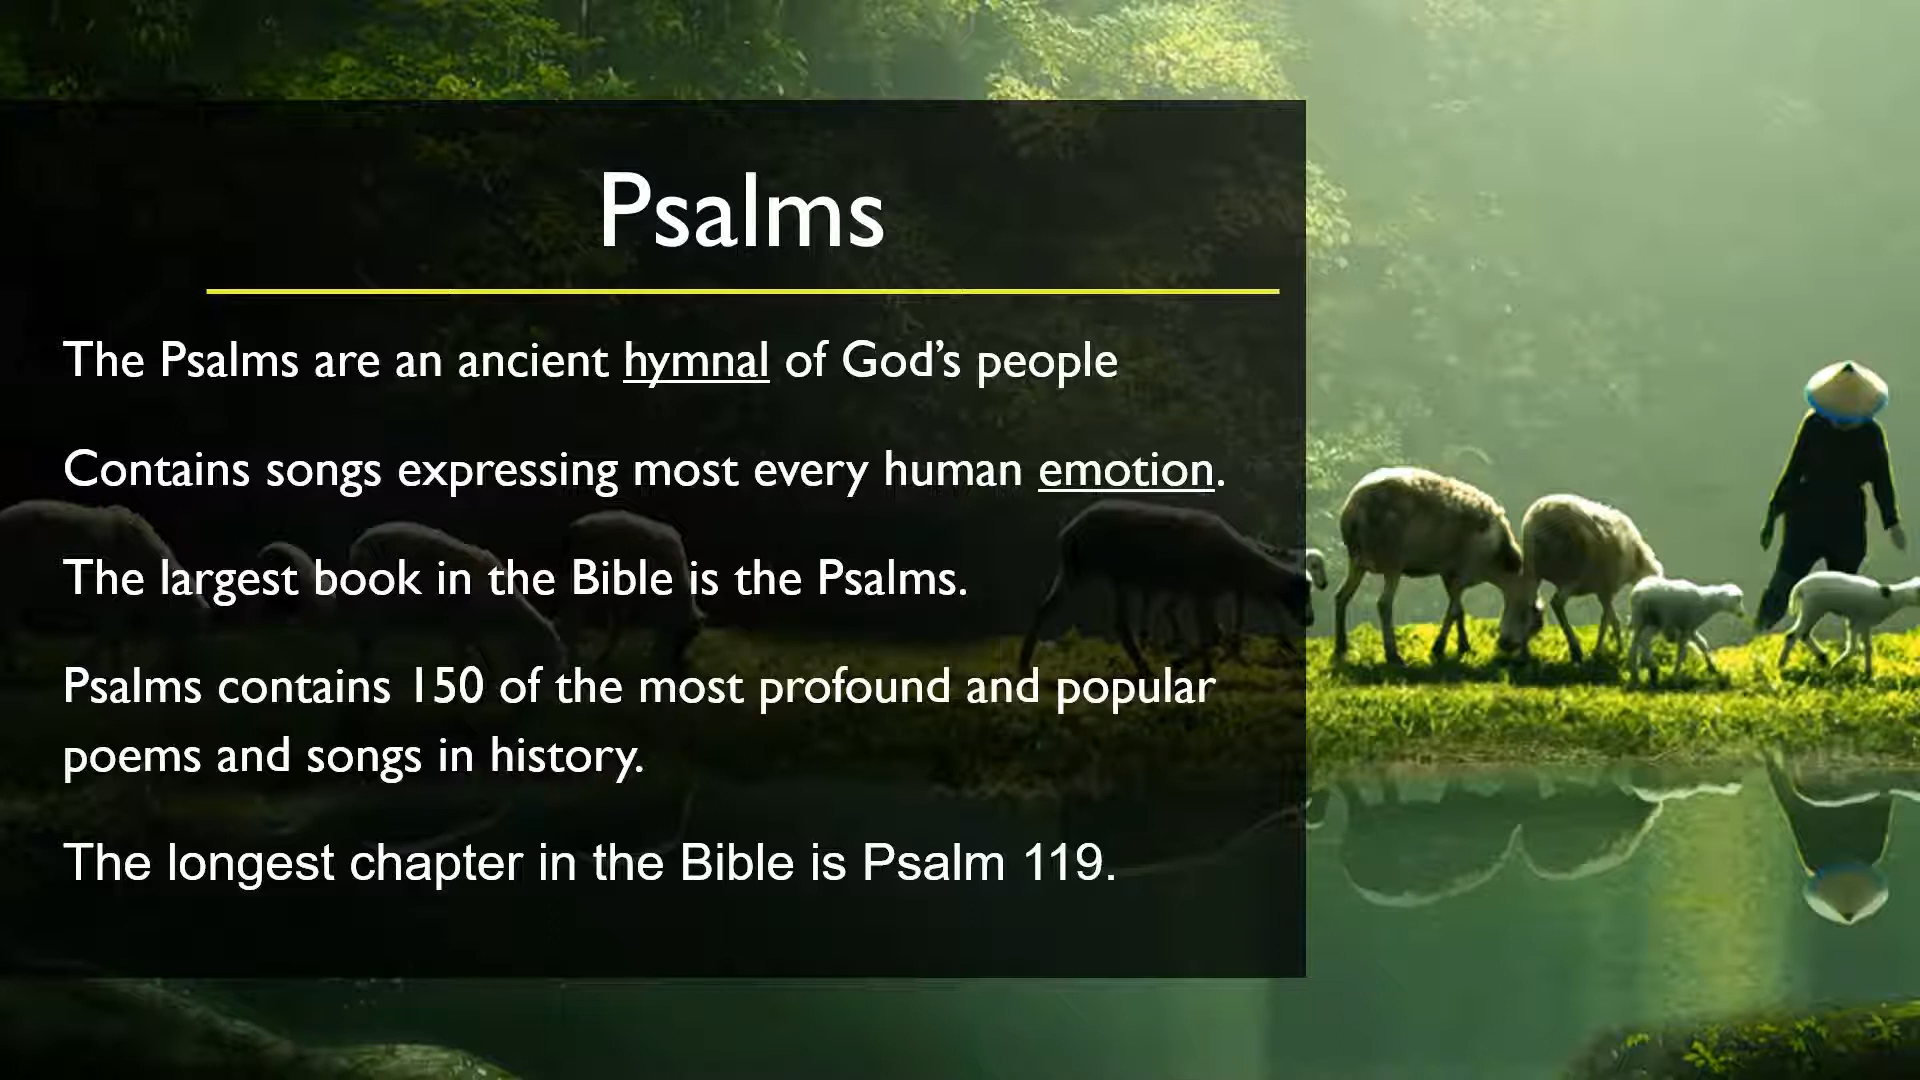 Psalms
The Psalms are an ancient hymnal of God’s people
Contains songs expressing most every human emotion.
The largest book in the Bible is the Psalms.
Psalms contains 150 of the most profound and popular
poems and songs in history.
The longest chapter in the Bible is Psalm 119.